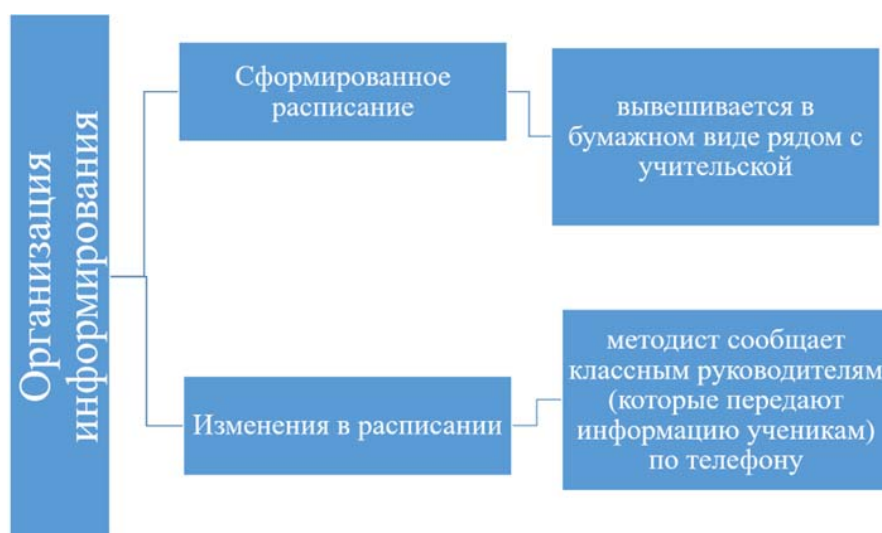 Организация
информирования
Сформированное
расписание
вывешивается в
бумажном виде рядом с
учительской
Изменения в расписании
методист сообщает
классным руководителям
(которые передают
информацию ученикам)
по телефону